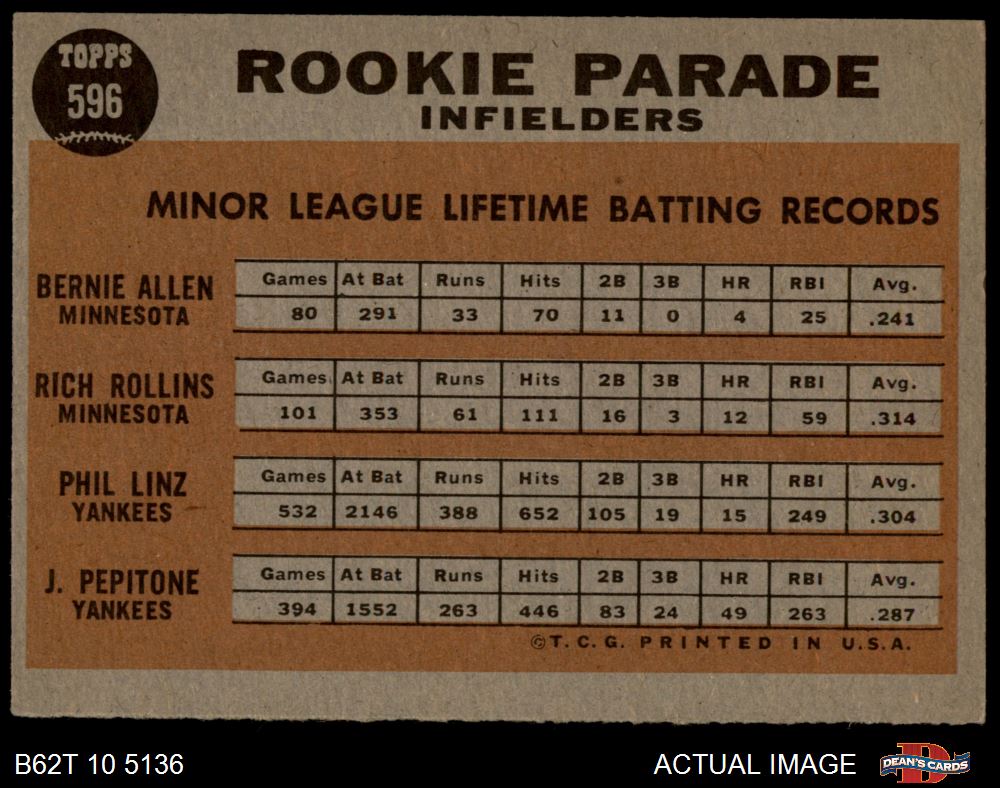 TOPPS
596
ROOKIE PARADE
INFIELDERS
MINOR LEAGUE LIFETIME BATTING RECORDS
BERNIE ALLEN
MINNESOTA
Games At Bat Runs Hits 2B 3B HR RBI Avg.
80 291 33 70 11 0 4 25 .241
RICH ROLLINS
MINNESOTA
Games At Bat Runs Hits 2B 3B HR RBI Avg.
101 353 61 111 16 3 12 59 .314
PHIL LINZ
YANKEES
Games At Bat Runs Hits 2B 3B HR RBI Avg.
532 2146 388 652 105 19 15 249 .304
J. PEPITONE
YANKEES
Games At Bat Runs Hits 2B 3B HR RBI Avg.
394 1552 263 446 83 24 49 263 .287
©T.C.G. PRINTED IN U.S.A.
B62T 10 5136
ACTUAL IMAGE
DEAN'S CARDS